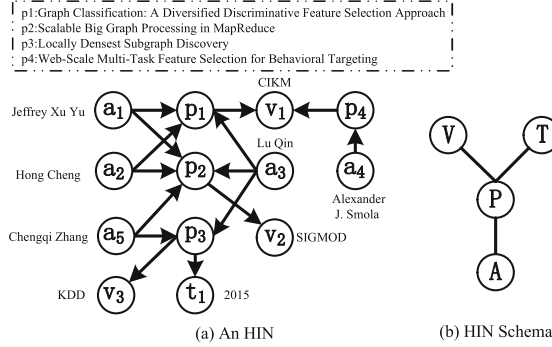 p1:Graph Classification: A Diversified Discriminative Feature Selection Approach
p2:Scalable Big Graph Processing in MapReduce
p3:Locally Densest Subgraph Discovery
p4:Web-Scale Multi-Task Feature Selection for Behavioral Targeting
CIKM
Jeffrey Xu Yu
a1
p1
v1
p4
Lu Qin
Hong Cheng
a2
p2
a3
a4
Alexander
J. Smola
Chengqi Zhang
a5
p3
v2
SIGMOD
KDD
v3
t1
2015
(a) An HIN
V
T
P
A
(b) HIN Schema